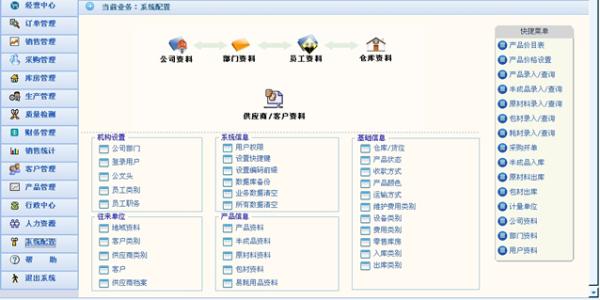 经营中心
订单管理
销售管理
采购管理
库房管理
生产管理
质量检测
财务管理
销售统计
客户管理
产品管理
行政中心
人力资源
系统配置
帮 助
退出系统
当前业务：系统配置
公司资料
部门资料
员工资料
仓库资料
供应商/客户资料
机构设置
公司部门
登录用户
公文头
员工类别
员工职务
系统信息
用户权限
设置快捷键
设置编码前缀
数据库备份
业务数据清空
所有数据清空
基础信息
仓库/货位
产品状态
收款方式
产品颜色
运输方式
维护费用类别
设备类别
费用类别
零售库房
入库类别
出库类别
往来单位
地域资料
客户类别
供应商类别
客户
供应商档案
产品信息
产品资料
半成品资料
原材料资料
包材资料
易耗用品资料
快捷菜单
产品价目表
产品价格设置
产品录入/查询
半成品录入/查询
原材料录入/查询
包材录入/查询
耗材录入/查询
采购开单
半成品入库
原材料出库
包材出库
计量单位
公司资料
部门资料
用户资料